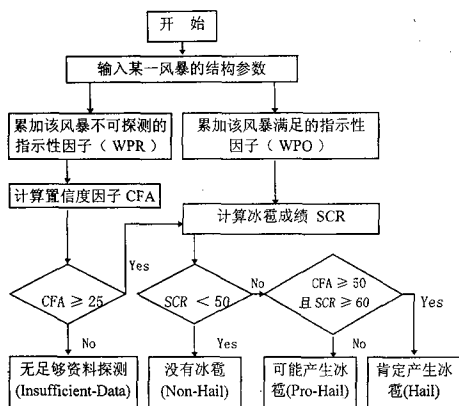 开 始
输入某一风暴的结构参数
累加该风暴不可探测的
指示性因子（WPR）
累加该风暴满足的指示性
因子（WPO）
计算置信度因子 CFA
计算冰雹成绩 SCR
Yes
CFA ≥ 25
SCR < 50
No
CFA ≥ 50
且 SCR ≥ 60
Yes
No
Yes
No
无足够资料探测
(Insufficient-Data)
没有冰雹
(Non-Hail)
可能产生冰
雹(Pro-Hail)
肯定产生冰
雹(Hail)